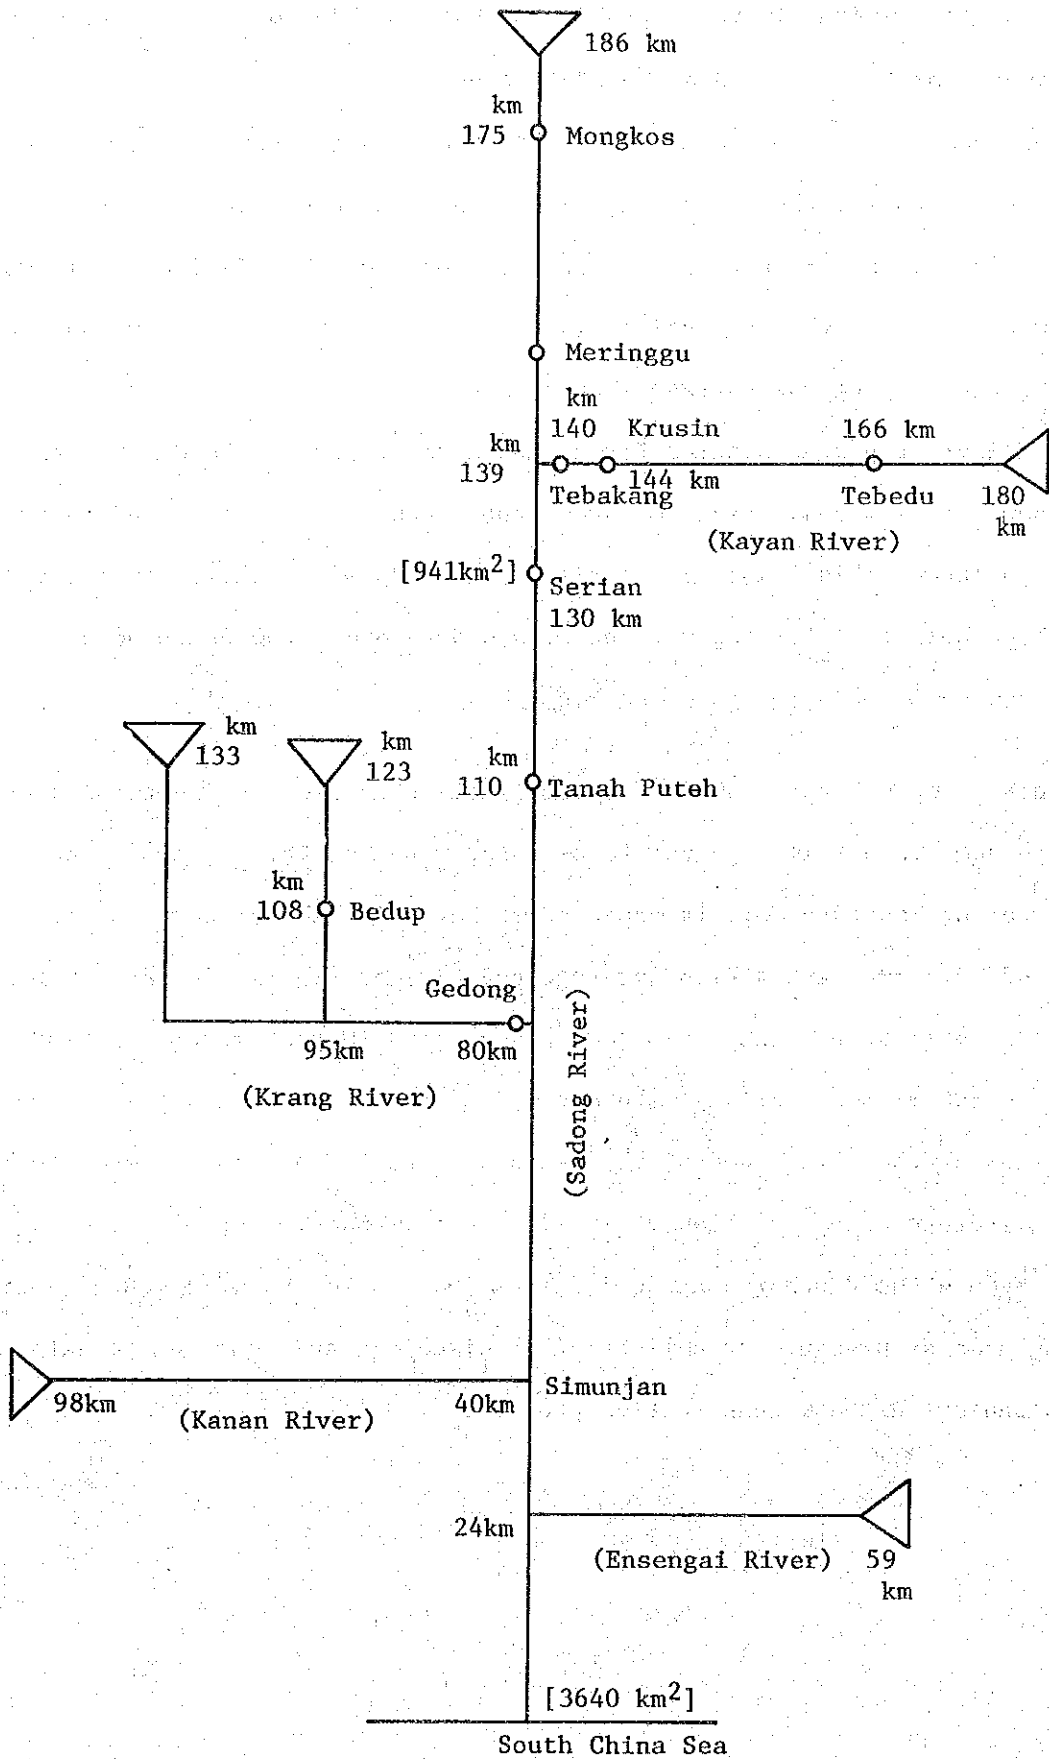 186 km
km
175
Mongkos
Meringgu
km
140
Krusin
166 km
km
139
144 km
Tebakang
Tebedu
180
km
(Kayan River)
[941km²]
Serian
130 km
km
133
km
123
km
110
Tanah Puteh
km
108
Bedup
Gedong
95km
80km
(Krang River)
(Sadong River)
98km
(Kanan River)
40km
Simunjan
24km
(Ensengai River)
59
km
[3640 km²]
South China Sea